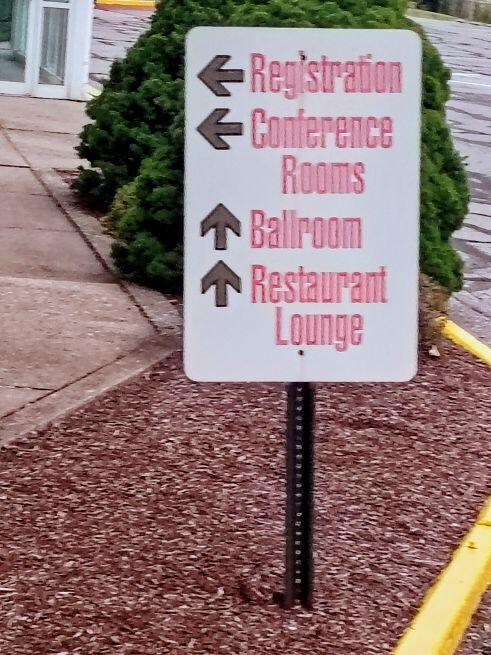 Registration
Conference
Rooms
Ballroom
Restaurant
Lounge